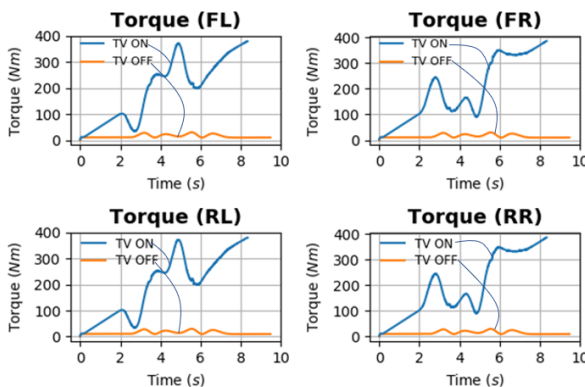 Torque (FL)
400
300
200
100
0
Torque (Nm)
TV ON
TV OFF
0 2 4 6 8 10
Time (s)
Torque (FR)
400
300
200
100
0
Torque (Nm)
TV ON
TV OFF
0 2 4 6 8 10
Time (s)
Torque (RL)
400
300
200
100
0
Torque (Nm)
TV ON
TV OFF
0 2 4 6 8 10
Time (s)
Torque (RR)
400
300
200
100
0
Torque (Nm)
TV ON
TV OFF
0 2 4 6 8 10
Time (s)